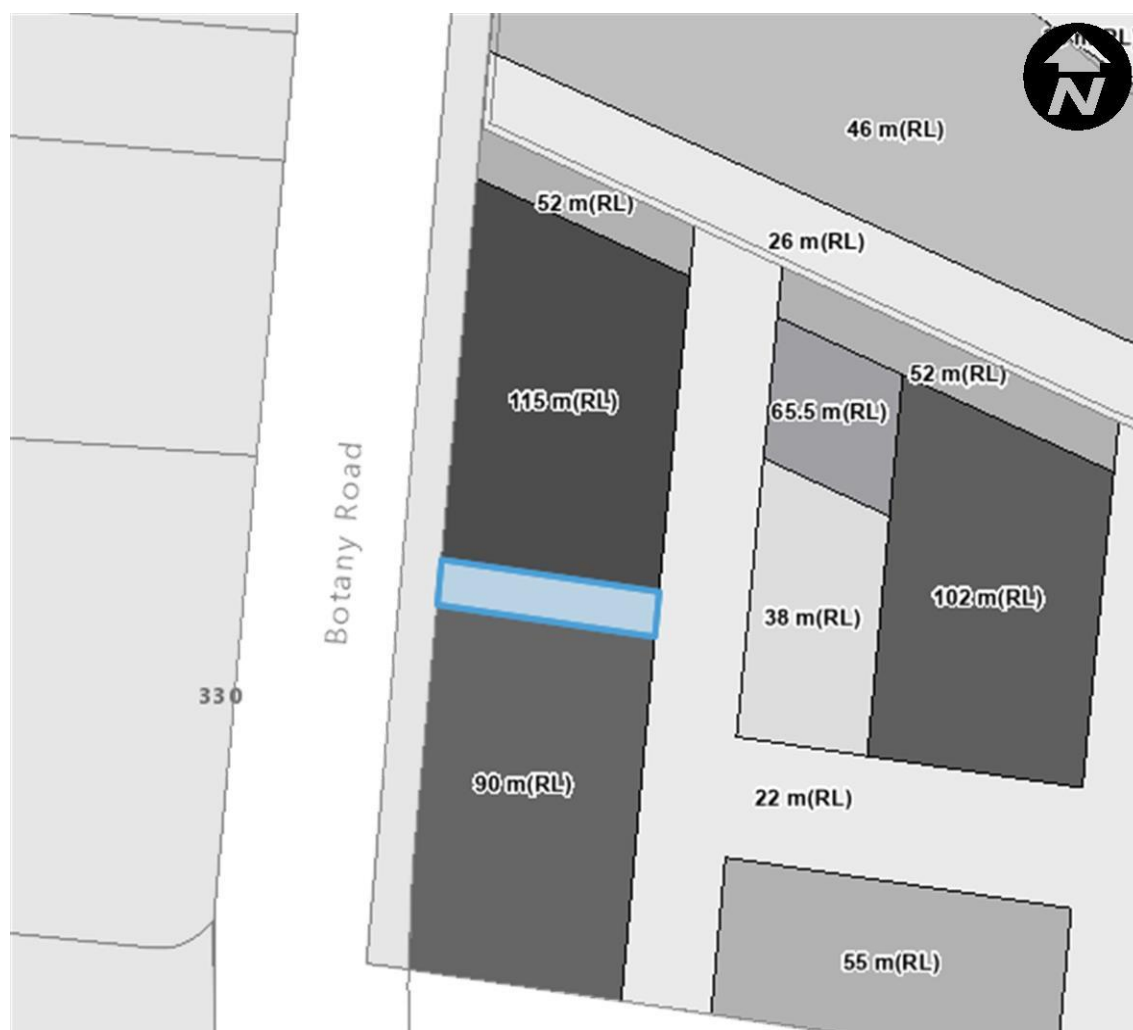 N
46 m(RL)
52 m(RL)
26 m(RL)
52 m(RL)
115 m(RL)
65.5 m(RL)
Botany Road
102 m(RL)
38 m(RL)
330
90 m(RL)
22 m(RL)
55 m(RL)